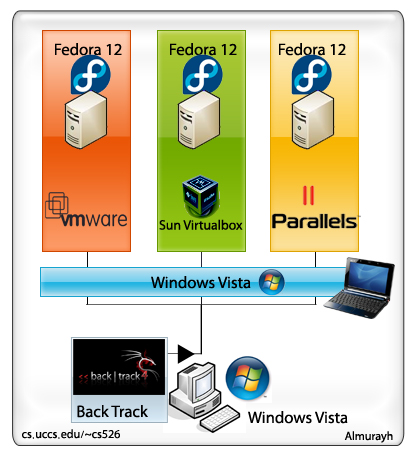 Fedora 12
Fedora 12
Fedora 12
vmware
Sun Virtualbox
Parallels™
Windows Vista
back | track 4
Back Track
Windows Vista
cs.uccs.edu/~cs526
Almurayh